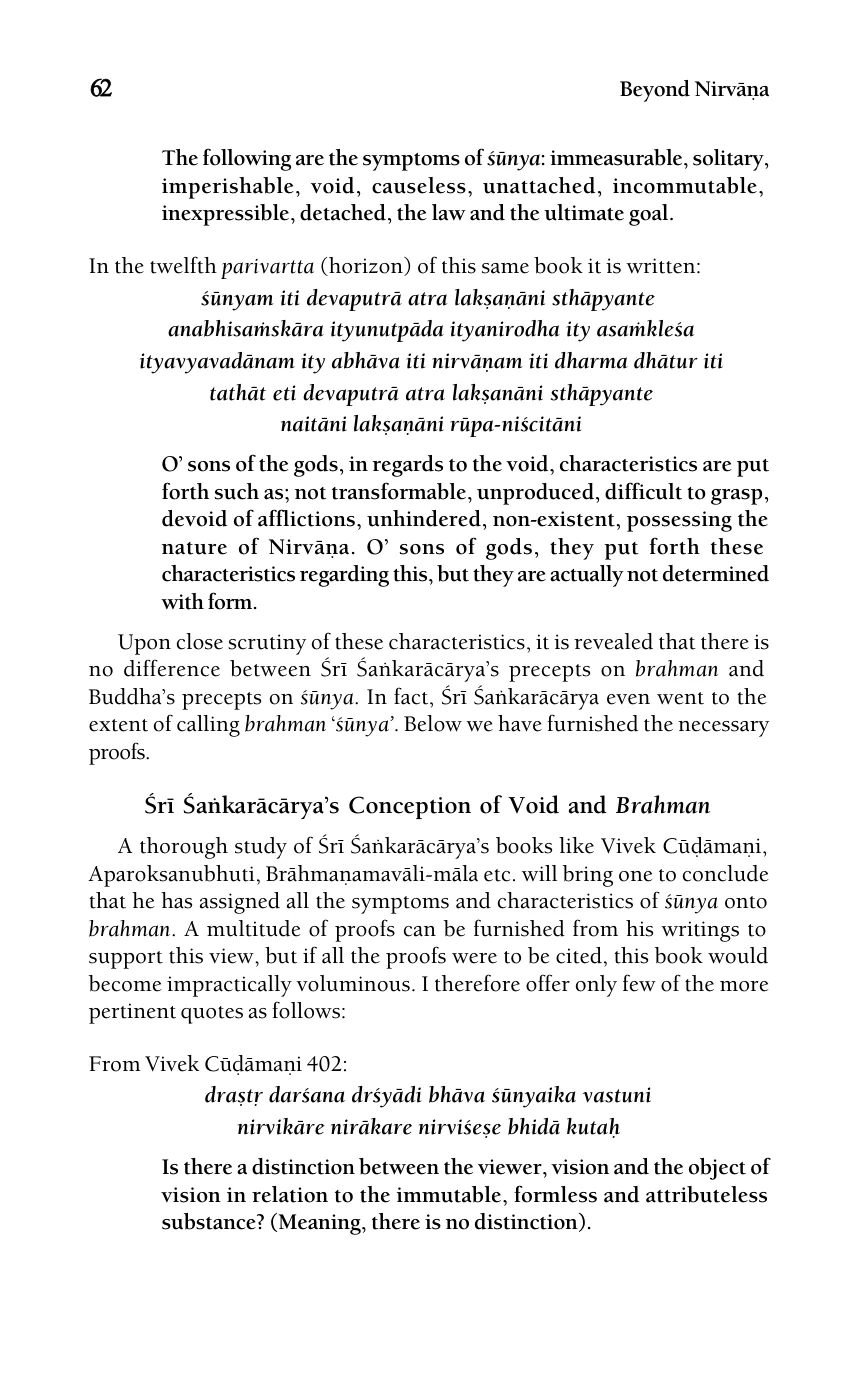 62
Beyond Nirvāṇa
The following are the symptoms of śūnya: immeasurable, solitary,
imperishable, void, causeless, unattached, incommutable,
inexpressible, detached, the law and the ultimate goal.
In the twelfth parivartta (horizon) of this same book it is written:
śūnyam iti devaputrā atra lakṣaṇāni sthāpyante
anabhisaṁskāra ityunutpāda ityanirodha ity asaṁkleśa
ityavyavadānam ity abhāva iti nirvāṇam iti dharma dhātur iti
tathāt eti devaputrā atra lakṣanāni sthāpyante
naitāni lakṣaṇāni rūpa-niścitāni
O’ sons of the gods, in regards to the void, characteristics are put
forth such as; not transformable, unproduced, difficult to grasp,
devoid of afflictions, unhindered, non-existent, possessing the
nature of Nirvāṇa. O’ sons of gods, they put forth these
characteristics regarding this, but they are actually not determined
with form.
Upon close scrutiny of these characteristics, it is revealed that there is
no difference between Śrī Śaṅkarācārya’s precepts on brahman and
Buddha’s precepts on śūnya. In fact, Śrī Śaṅkarācārya even went to the
extent of calling brahman ‘śūnya’. Below we have furnished the necessary
proofs.
Śrī Śaṅkarācārya’s Conception of Void and Brahman
A thorough study of Śrī Śaṅkarācārya’s books like Vivek Cūḍāmaṇi,
Aparoksanubhuti, Brāhmaṇamavāli-māla etc. will bring one to conclude
that he has assigned all the symptoms and characteristics of śūnya onto
brahman. A multitude of proofs can be furnished from his writings to
support this view, but if all the proofs were to be cited, this book would
become impractically voluminous. I therefore offer only few of the more
pertinent quotes as follows:
From Vivek Cūḍāmaṇi 402:
draṣtṛ darśana dṛśyādi bhāva śūnyaika vastuni
nirvikāre nirākare nirviśeṣe bhidā kutaḥ
Is there a distinction between the viewer, vision and the object of
vision in relation to the immutable, formless and attributeless
substance? (Meaning, there is no distinction).